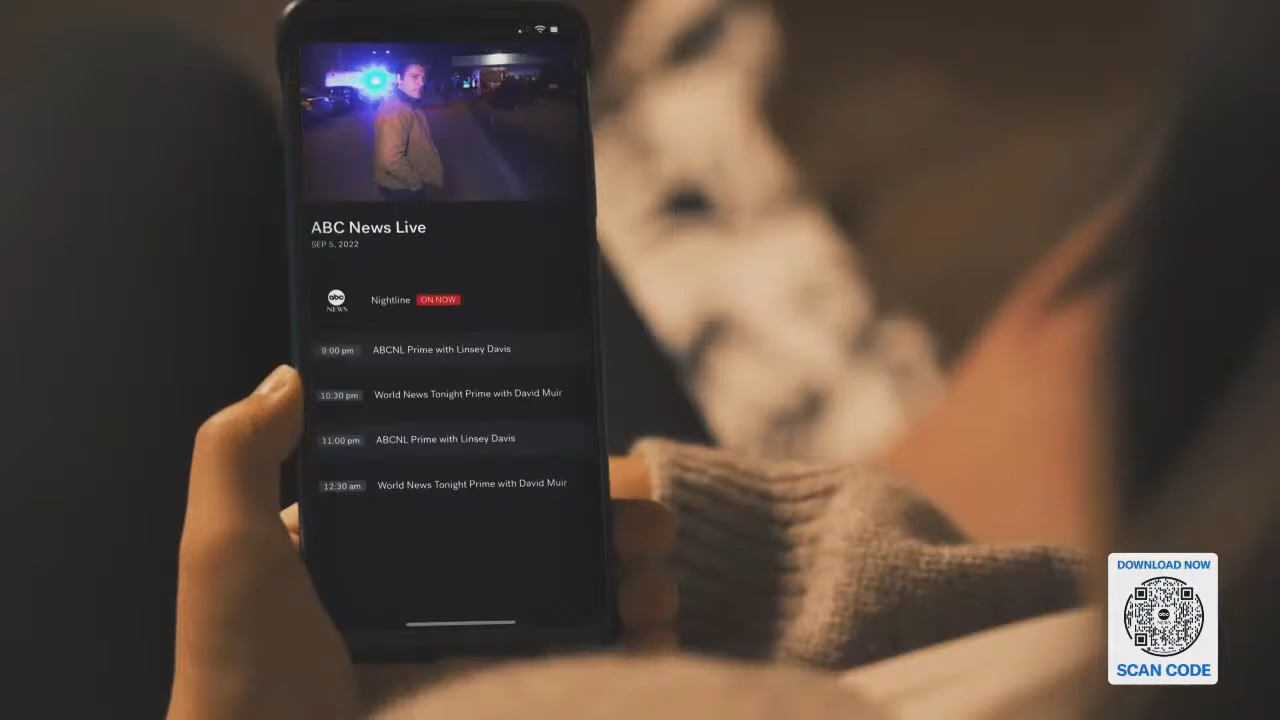 ABC News Live
SEP 5, 2022
abc
NEWS
Nightline ON NOW
9:00 pm ABCNL Prime with Linsey Davis
10:30 pm World News Tonight Prime with David Muir
11:00 pm ABCNL Prime with Linsey Davis
12:30 am World News Tonight Prime with David Muir
DOWNLOAD NOW
abc
NEWS
SCAN CODE